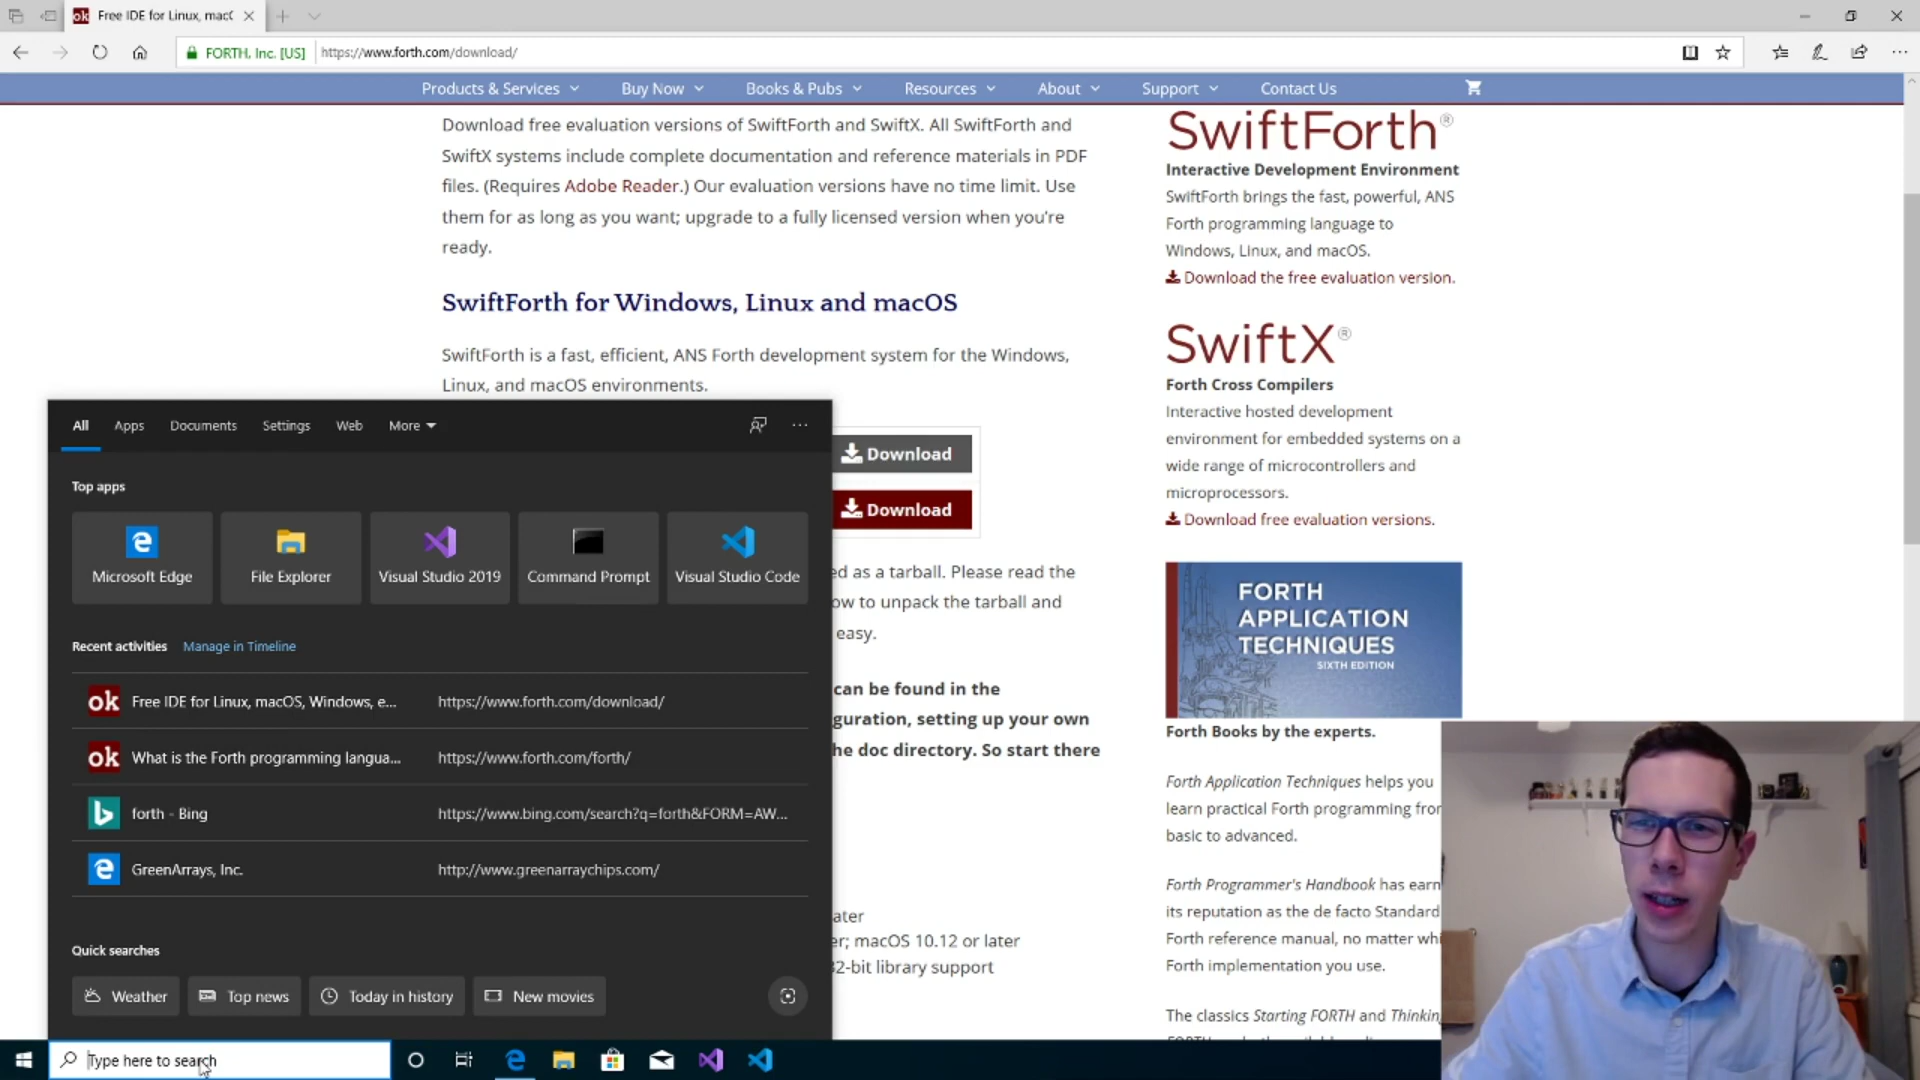 Free IDE for Linux, mac
FORTH, Inc. [US]
https://www.forth.com/download/
Products & Services
Buy Now
Books & Pubs
Resources
About
Support
Contact Us
Download free evaluation versions of SwiftForth and SwiftX. All SwiftForth and
SwiftX systems include complete documentation and reference materials in PDF
files. (Requires Adobe Reader.) Our evaluation versions have no time limit. Use
them for as long as you want; upgrade to a fully licensed version when you're
ready.
SwiftForth for Windows, Linux and macOS
SwiftForth is a fast, efficient, ANS Forth development system for the Windows,
Linux, and macOS environments.
Download
Download
ed as a tarball. Please read the
ow to unpack the tarball and
easy.
can be found in the
guration, setting up your own
he doc directory. So start there
ater
er; macOS 10.12 or later
32-bit library support
SwiftForth®
Interactive Development Environment
SwiftForth brings the fast, powerful, ANS
Forth programming language to
Windows, Linux, and macOS.
Download the free evaluation version.
SwiftX®
Forth Cross Compilers
Interactive hosted development
environment for embedded systems on a
wide range of microcontrollers and
microprocessors.
Download free evaluation versions.
FORTH
APPLICATION
TECHNIQUES
SIXTH EDITION
Forth Books by the experts.
Forth Application Techniques helps you
learn practical Forth programming from
basic to advanced.
Forth Programmer's Handbook has earn
its reputation as the de facto Standard
Forth reference manual, no matter whi
Forth implementation you use.
The classics Starting FORTH and Thinking
All
Apps
Documents
Settings
Web
More
Top apps
Microsoft Edge
File Explorer
Visual Studio 2019
Command Prompt
Visual Studio Code
Recent activities
Manage in Timeline
ok
Free IDE for Linux, macOS, Windows, e...
https://www.forth.com/download/
ok
What is the Forth programming langua...
https://www.forth.com/forth/
forth - Bing
https://www.bing.com/search?q=forth&FORM=AW...
GreenArrays, Inc.
http://www.greenarraychips.com/
Quick searches
Weather
Top news
Today in history
New movies
Type here to search